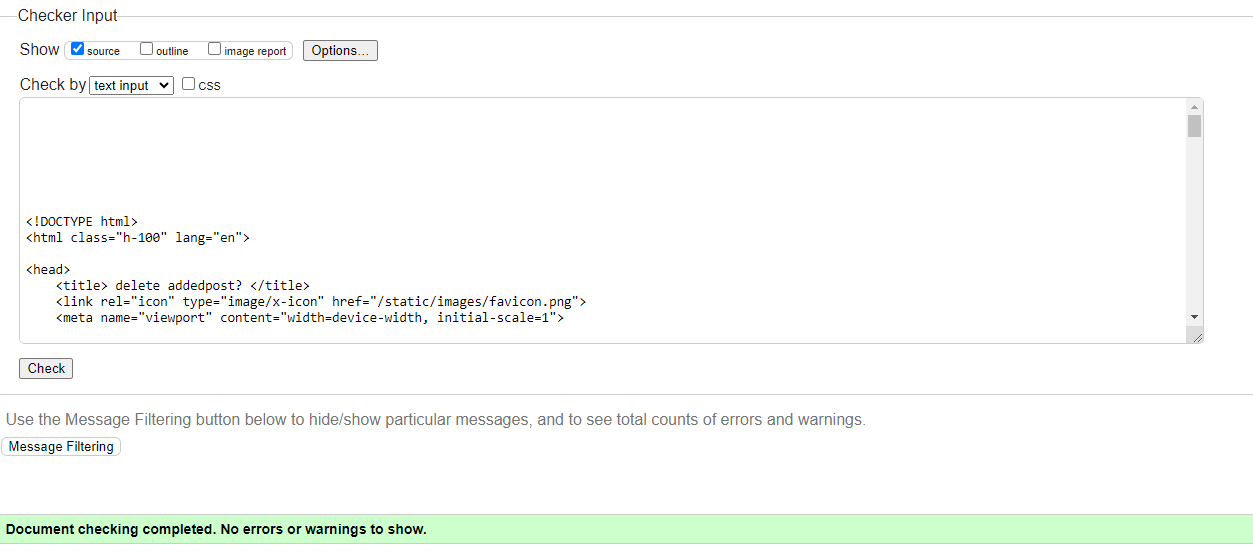 Checker Input
Show source outline image report Options...
Check by text input css
<!DOCTYPE html>
<html class="h-100" lang="en">
<head>
<title> delete addedpost? </title>
<link rel="icon" type="image/x-icon" href="/static/images/favicon.png">
<meta name="viewport" content="width=device-width, initial-scale=1">
Check
Use the Message Filtering button below to hide/show particular messages, and to see total counts of errors and warnings.
Message Filtering
Document checking completed. No errors or warnings to show.